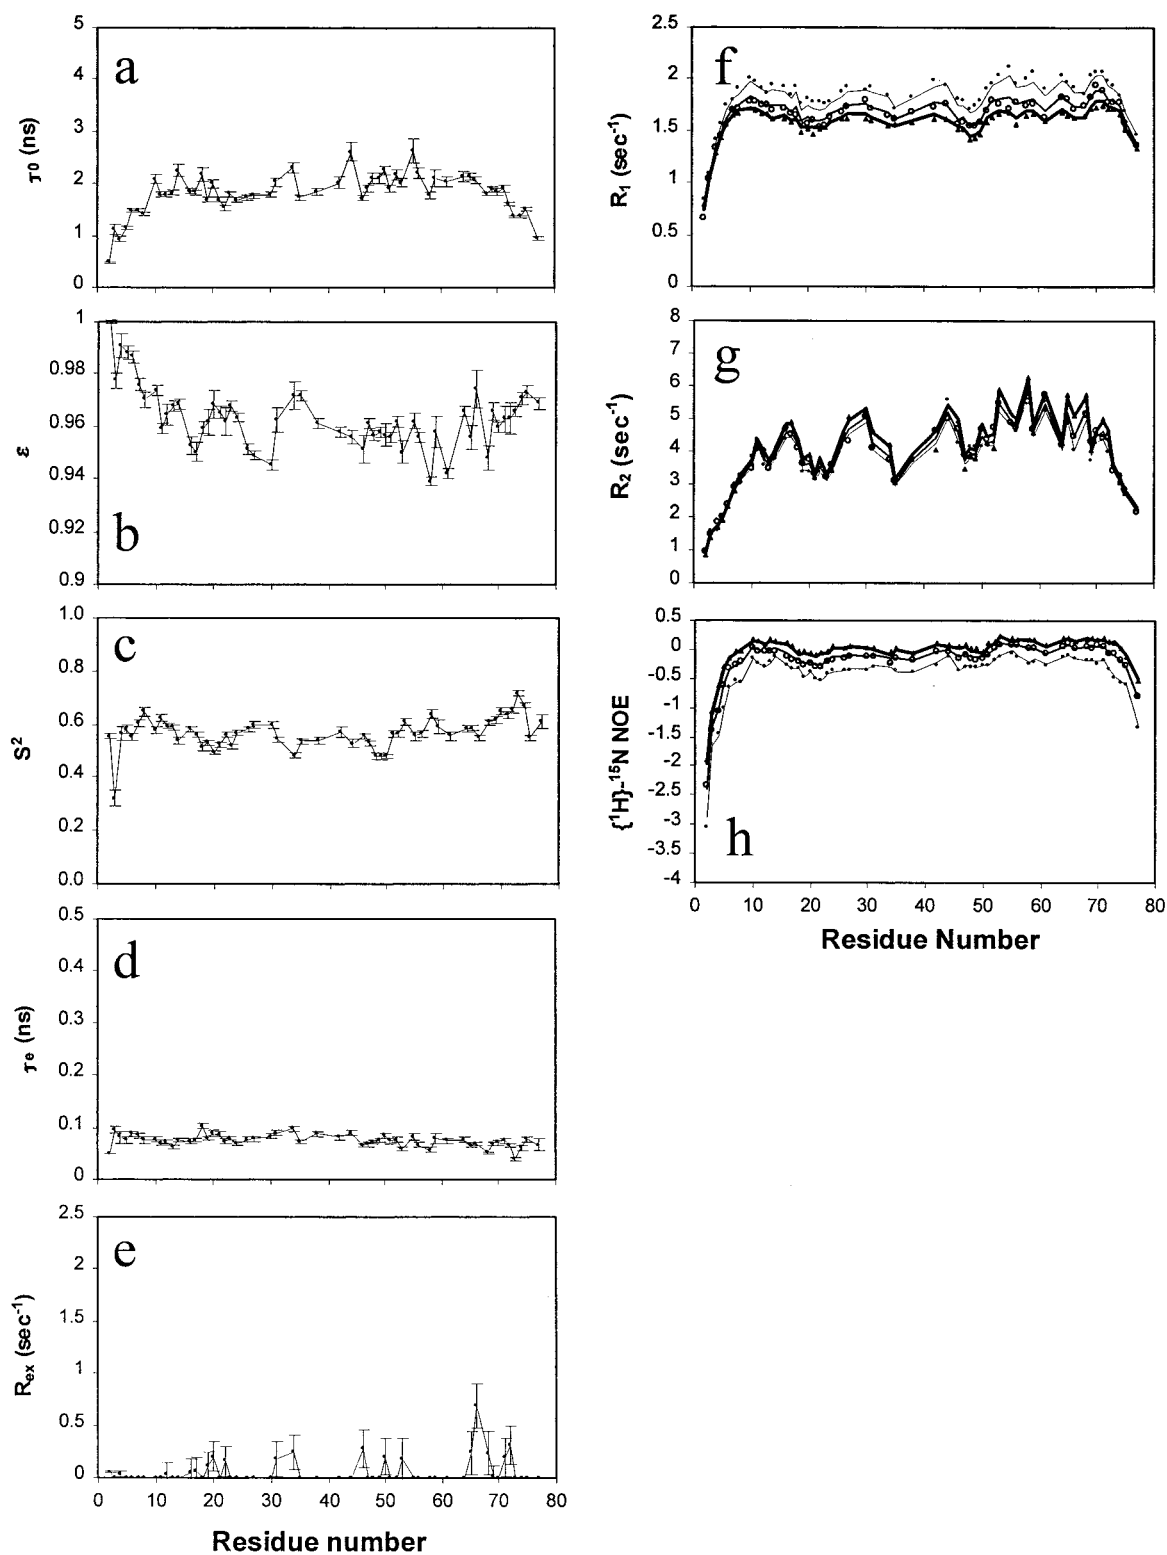 5
4
3
2
1
0
τ0 (ns)
a
1
0.98
0.96
0.94
0.92
0.9
ε
b
1.0
0.8
0.6
0.4
0.2
0.0
S²
c
0.5
0.4
0.3
0.2
0.1
0
τe (ns)
d
2.5
2
1.5
1
0.5
0
Rex (sec⁻¹)
e
0 10 20 30 40 50 60 70 80
Residue number
2.5
2
1.5
1
0.5
0
R₁ (sec⁻¹)
f
8
7
6
5
4
3
2
1
0
R₂ (sec⁻¹)
g
0.5
0
-0.5
-1
-1.5
-2
-2.5
-3
-3.5
-4
{¹H}-¹⁵N NOE
h
0 10 20 30 40 50 60 70 80
Residue Number